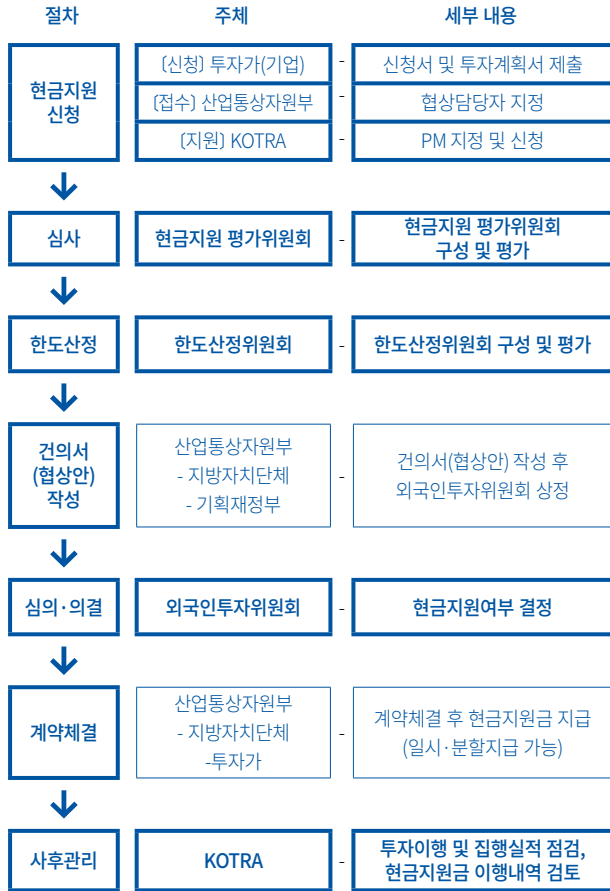 절차 주체 세부 내용
현금지원
신청
〔신청〕 투자가(기업) - 신청서 및 투자계획서 제출
〔접수〕 산업통상자원부 - 협상담당자 지정
〔지원〕 KOTRA - PM 지정 및 신청
심사
현금지원 평가위원회 -
현금지원 평가위원회
구성 및 평가
한도산정
한도산정위원회 - 한도산정위원회 구성 및 평가
건의서
(협상안)
작성
산업통상자원부
- 지방자치단체
- 기획재정부
-
건의서(협상안) 작성 후
외국인투자위원회 상정
심의·의결
외국인투자위원회 - 현금지원여부 결정
계약체결
산업통상자원부
- 지방자치단체
-투자가
-
계약체결 후 현금지원금 지급
(일시·분할지급 가능)
사후관리
KOTRA -
투자이행 및 집행실적 점검,
현금지원금 이행내역 검토